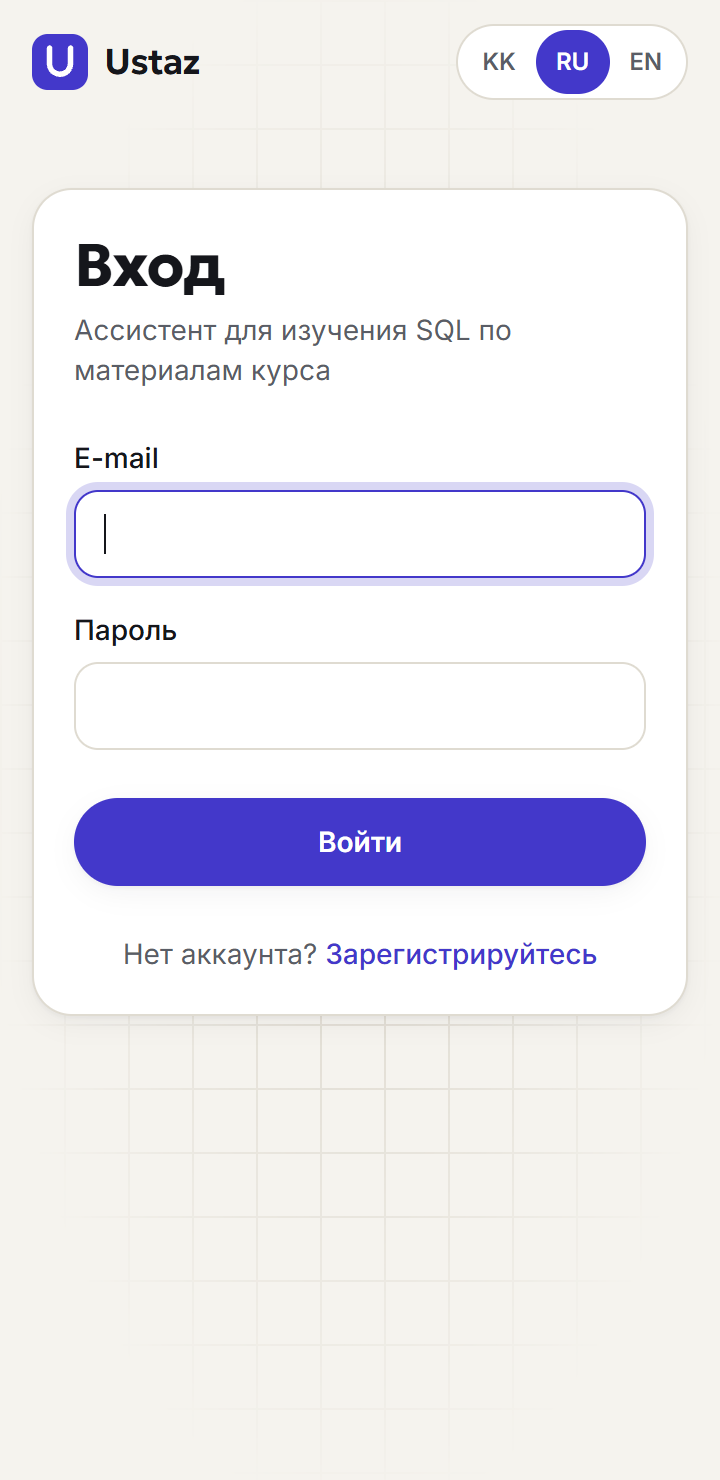 U Ustaz
KK RU EN
Вход
Ассистент для изучения SQL по
материалам курса
E-mail
Пароль
Войти
Нет аккаунта? Зарегистрируйтесь